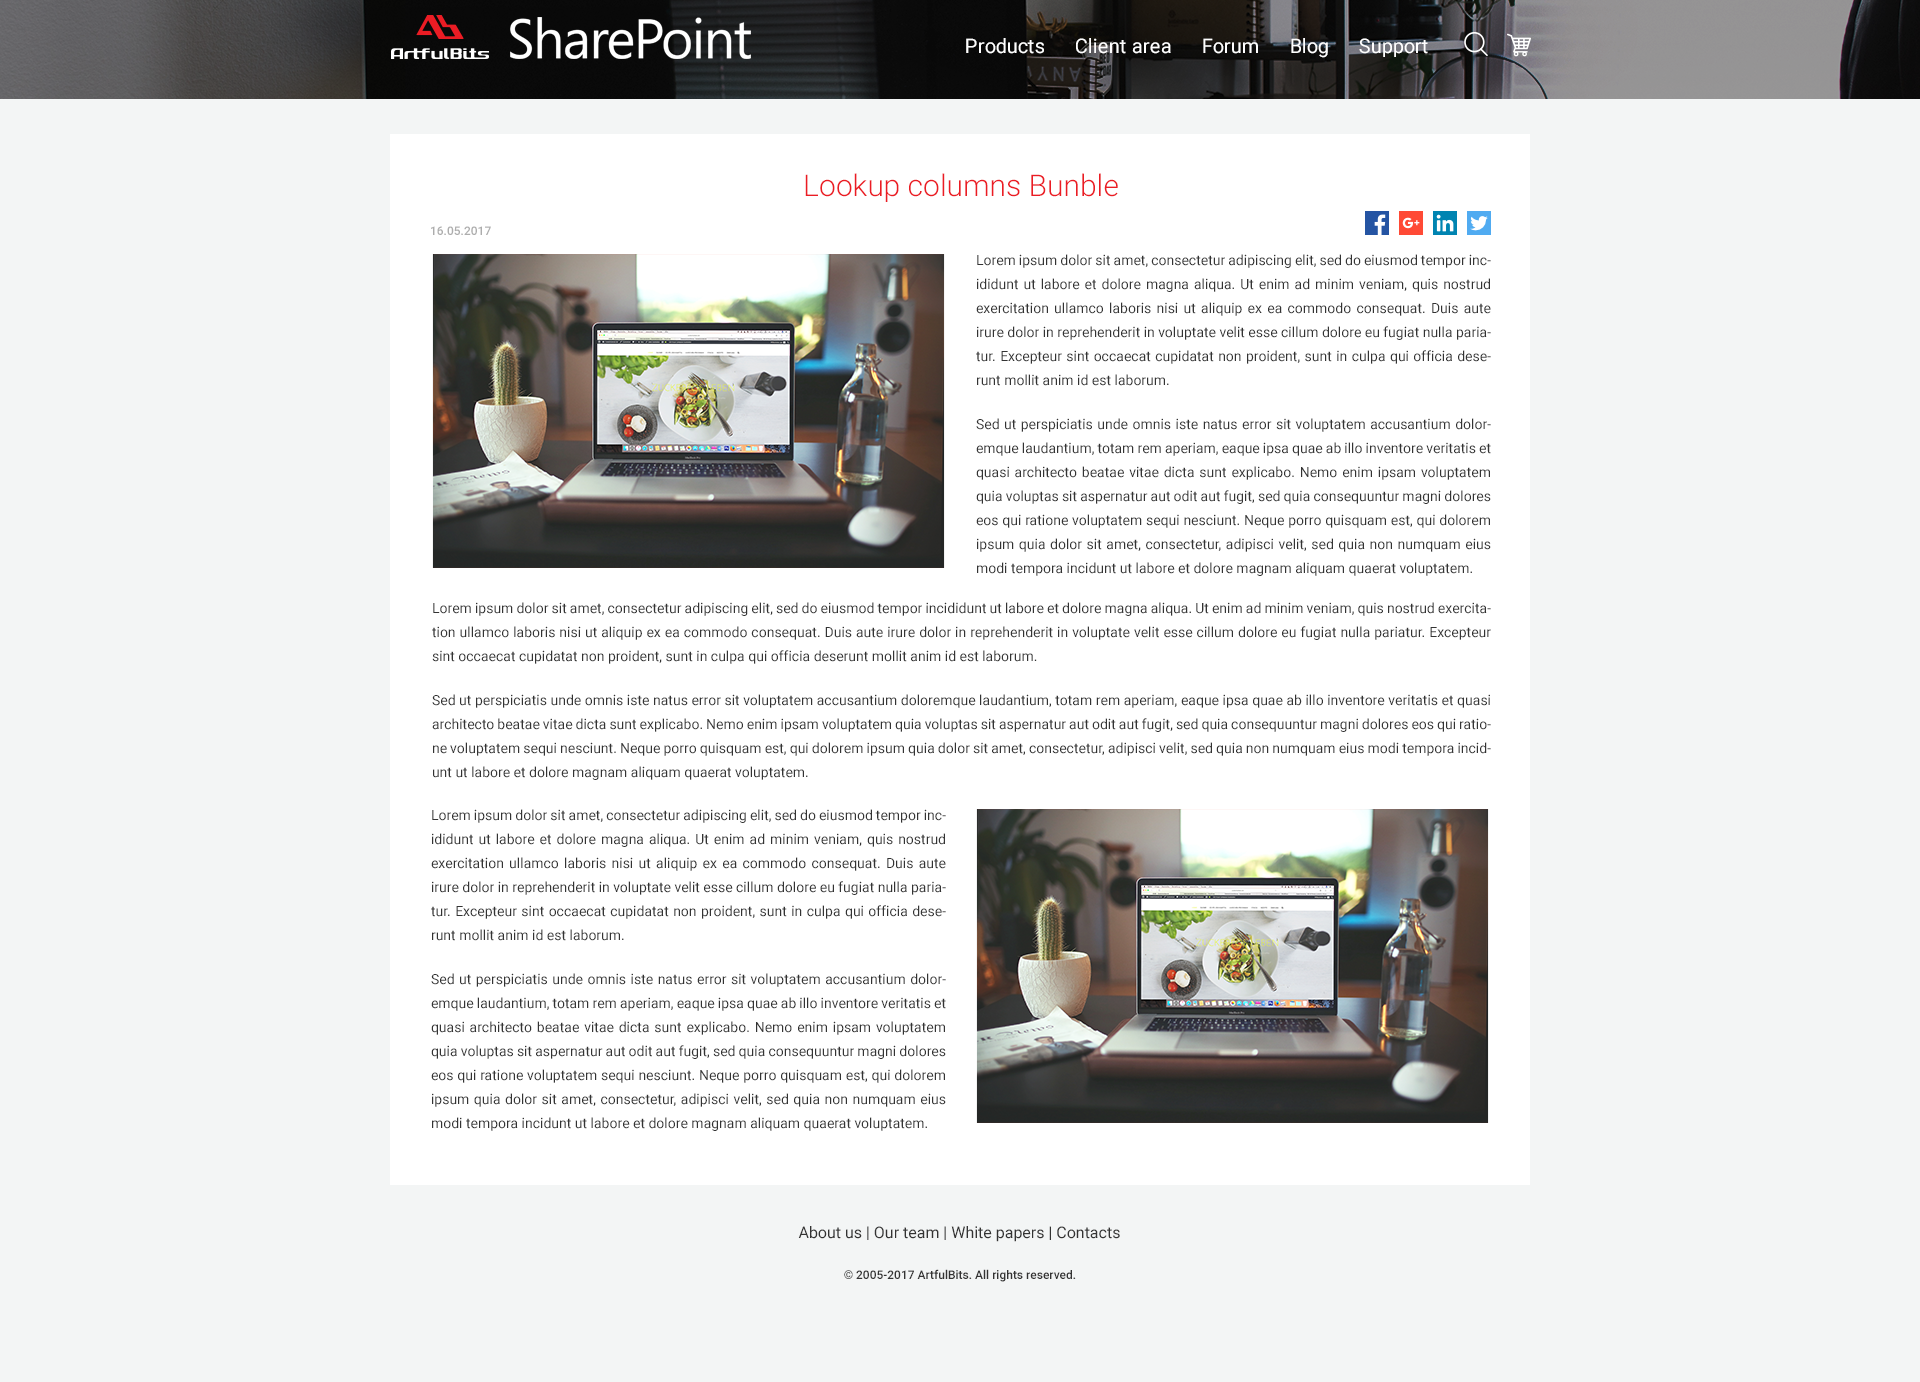 ArtfulBits SharePoint
Products Client area Forum Blog Support
Lookup columns Bunble
16.05.2017
Lorem ipsum dolor sit amet, consectetur adipiscing elit, sed do eiusmod tempor inc-
ididunt ut labore et dolore magna aliqua. Ut enim ad minim veniam, quis nostrud
exercitation ullamco laboris nisi ut aliquip ex ea commodo consequat. Duis aute
irure dolor in reprehenderit in voluptate velit esse cillum dolore eu fugiat nulla paria-
tur. Excepteur sint occaecat cupidatat non proident, sunt in culpa qui officia dese-
runt mollit anim id est laborum.
Sed ut perspiciatis unde omnis iste natus error sit voluptatem accusantium dolor-
emque laudantium, totam rem aperiam, eaque ipsa quae ab illo inventore veritatis et
quasi architecto beatae vitae dicta sunt explicabo. Nemo enim ipsam voluptatem
quia voluptas sit aspernatur aut odit aut fugit, sed quia consequuntur magni dolores
eos qui ratione voluptatem sequi nesciunt. Neque porro quisquam est, qui dolorem
ipsum quia dolor sit amet, consectetur, adipisci velit, sed quia non numquam eius
modi tempora incidunt ut labore et dolore magnam aliquam quaerat voluptatem.
Lorem ipsum dolor sit amet, consectetur adipiscing elit, sed do eiusmod tempor incididunt ut labore et dolore magna aliqua. Ut enim ad minim veniam, quis nostrud exercita-
tion ullamco laboris nisi ut aliquip ex ea commodo consequat. Duis aute irure dolor in reprehenderit in voluptate velit esse cillum dolore eu fugiat nulla pariatur. Excepteur
sint occaecat cupidatat non proident, sunt in culpa qui officia deserunt mollit anim id est laborum.
Sed ut perspiciatis unde omnis iste natus error sit voluptatem accusantium doloremque laudantium, totam rem aperiam, eaque ipsa quae ab illo inventore veritatis et quasi
architecto beatae vitae dicta sunt explicabo. Nemo enim ipsam voluptatem quia voluptas sit aspernatur aut odit aut fugit, sed quia consequuntur magni dolores eos qui ratio-
ne voluptatem sequi nesciunt. Neque porro quisquam est, qui dolorem ipsum quia dolor sit amet, consectetur, adipisci velit, sed quia non numquam eius modi tempora incid-
unt ut labore et dolore magnam aliquam quaerat voluptatem.
Lorem ipsum dolor sit amet, consectetur adipiscing elit, sed do eiusmod tempor inc-
ididunt ut labore et dolore magna aliqua. Ut enim ad minim veniam, quis nostrud
exercitation ullamco laboris nisi ut aliquip ex ea commodo consequat. Duis aute
irure dolor in reprehenderit in voluptate velit esse cillum dolore eu fugiat nulla paria-
tur. Excepteur sint occaecat cupidatat non proident, sunt in culpa qui officia dese-
runt mollit anim id est laborum.
Sed ut perspiciatis unde omnis iste natus error sit voluptatem accusantium dolor-
emque laudantium, totam rem aperiam, eaque ipsa quae ab illo inventore veritatis et
quasi architecto beatae vitae dicta sunt explicabo. Nemo enim ipsam voluptatem
quia voluptas sit aspernatur aut odit aut fugit, sed quia consequuntur magni dolores
eos qui ratione voluptatem sequi nesciunt. Neque porro quisquam est, qui dolorem
ipsum quia dolor sit amet, consectetur, adipisci velit, sed quia non numquam eius
modi tempora incidunt ut labore et dolore magnam aliquam quaerat voluptatem.
About us | Our team | White papers | Contacts
© 2005-2017 ArtfulBits. All rights reserved.